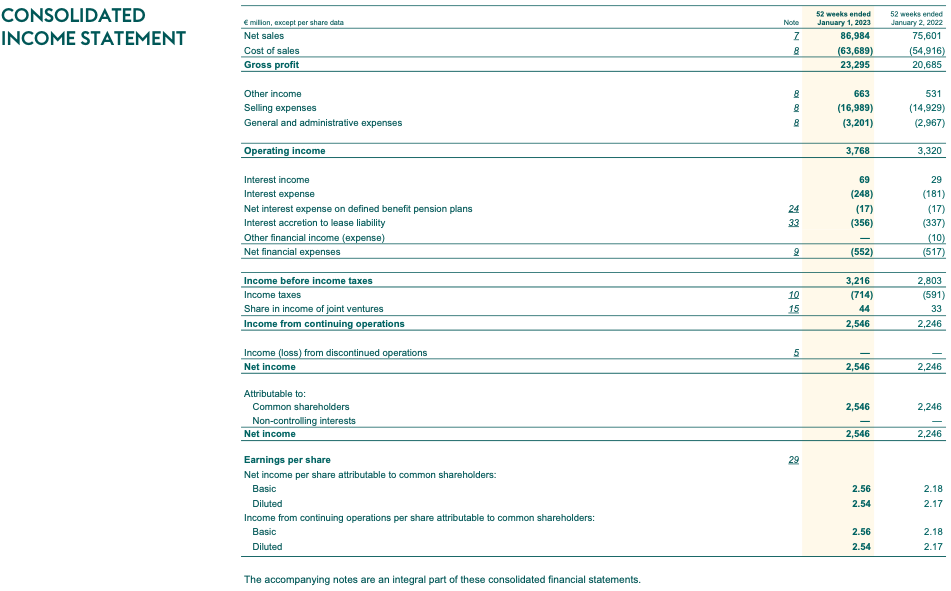 CONSOLIDATED
INCOME STATEMENT
52 weeks ended 52 weeks ended
€ million, except per share data Note January 1, 2023 January 2, 2022
Net sales 7 86,984 75,601
Cost of sales 8 (63,689) (54,916)
Gross profit 23,295 20,685
Other income 8 663 531
Selling expenses 8 (16,989) (14,929)
General and administrative expenses 8 (3,201) (2,967)
Operating income 3,768 3,320
Interest income 69 29
Interest expense (248) (181)
Net interest expense on defined benefit pension plans 24 (17) (17)
Interest accretion to lease liability 33 (356) (337)
Other financial income (expense) — (10)
Net financial expenses 9 (552) (517)
Income before income taxes 3,216 2,803
Income taxes 10 (714) (591)
Share in income of joint ventures 15 44 33
Income from continuing operations 2,546 2,246
Income (loss) from discontinued operations 5 — —
Net income 2,546 2,246
Attributable to:
Common shareholders 2,546 2,246
Non-controlling interests — —
Net income 2,546 2,246
Earnings per share 29
Net income per share attributable to common shareholders:
Basic 2.56 2.18
Diluted 2.54 2.17
Income from continuing operations per share attributable to common shareholders:
Basic 2.56 2.18
Diluted 2.54 2.17
The accompanying notes are an integral part of these consolidated financial statements.